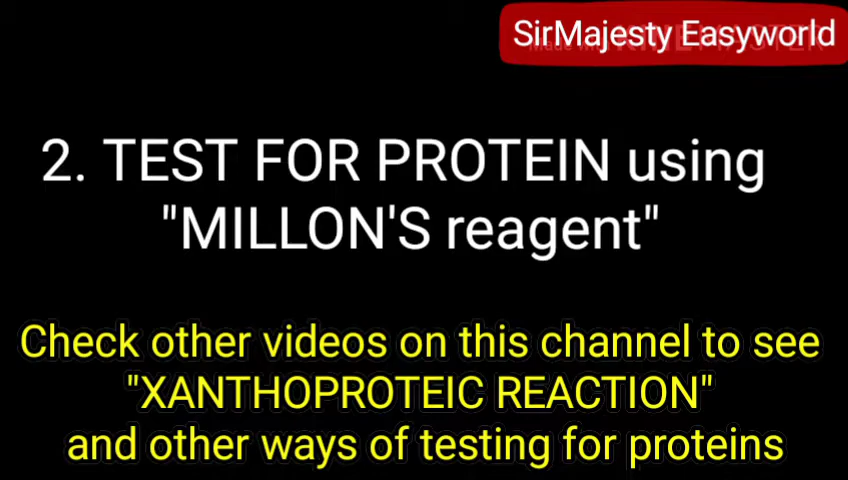 SirMajesty Easyworld
2. TEST FOR PROTEIN using
"MILLON'S reagent"
Check other videos on this channel to see
"XANTHOPROTEIC REACTION"
and other ways of testing for proteins